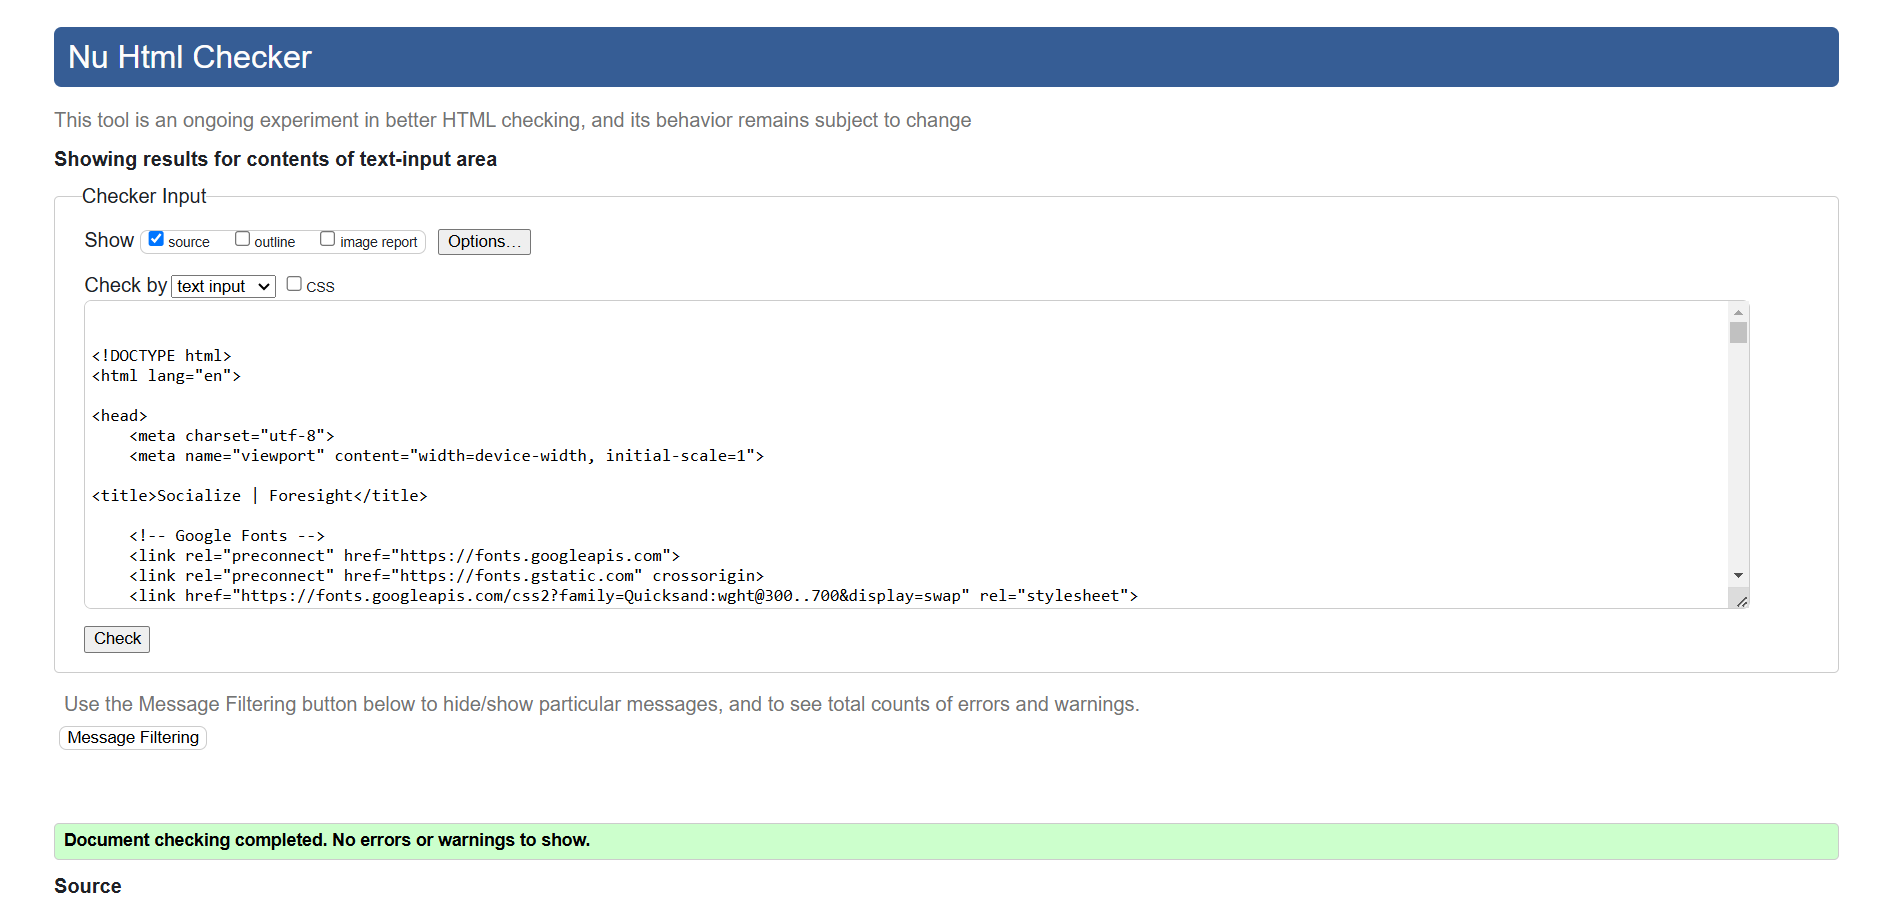 Nu Html Checker
This tool is an ongoing experiment in better HTML checking, and its behavior remains subject to change
Showing results for contents of text-input area
Checker Input
Show source outline image report Options...
Check by text input CSS
<!DOCTYPE html>
<html lang="en">
<head>
    <meta charset="utf-8">
    <meta name="viewport" content="width=device-width, initial-scale=1">
<title>Socialize | Foresight</title>
    <!-- Google Fonts -->
    <link rel="preconnect" href="https://fonts.googleapis.com">
    <link rel="preconnect" href="https://fonts.gstatic.com" crossorigin>
    <link href="https://fonts.googleapis.com/css2?family=Quicksand:wght@300..700&display=swap" rel="stylesheet">
Check
Use the Message Filtering button below to hide/show particular messages, and to see total counts of errors and warnings.
Message Filtering
Document checking completed. No errors or warnings to show.
Source